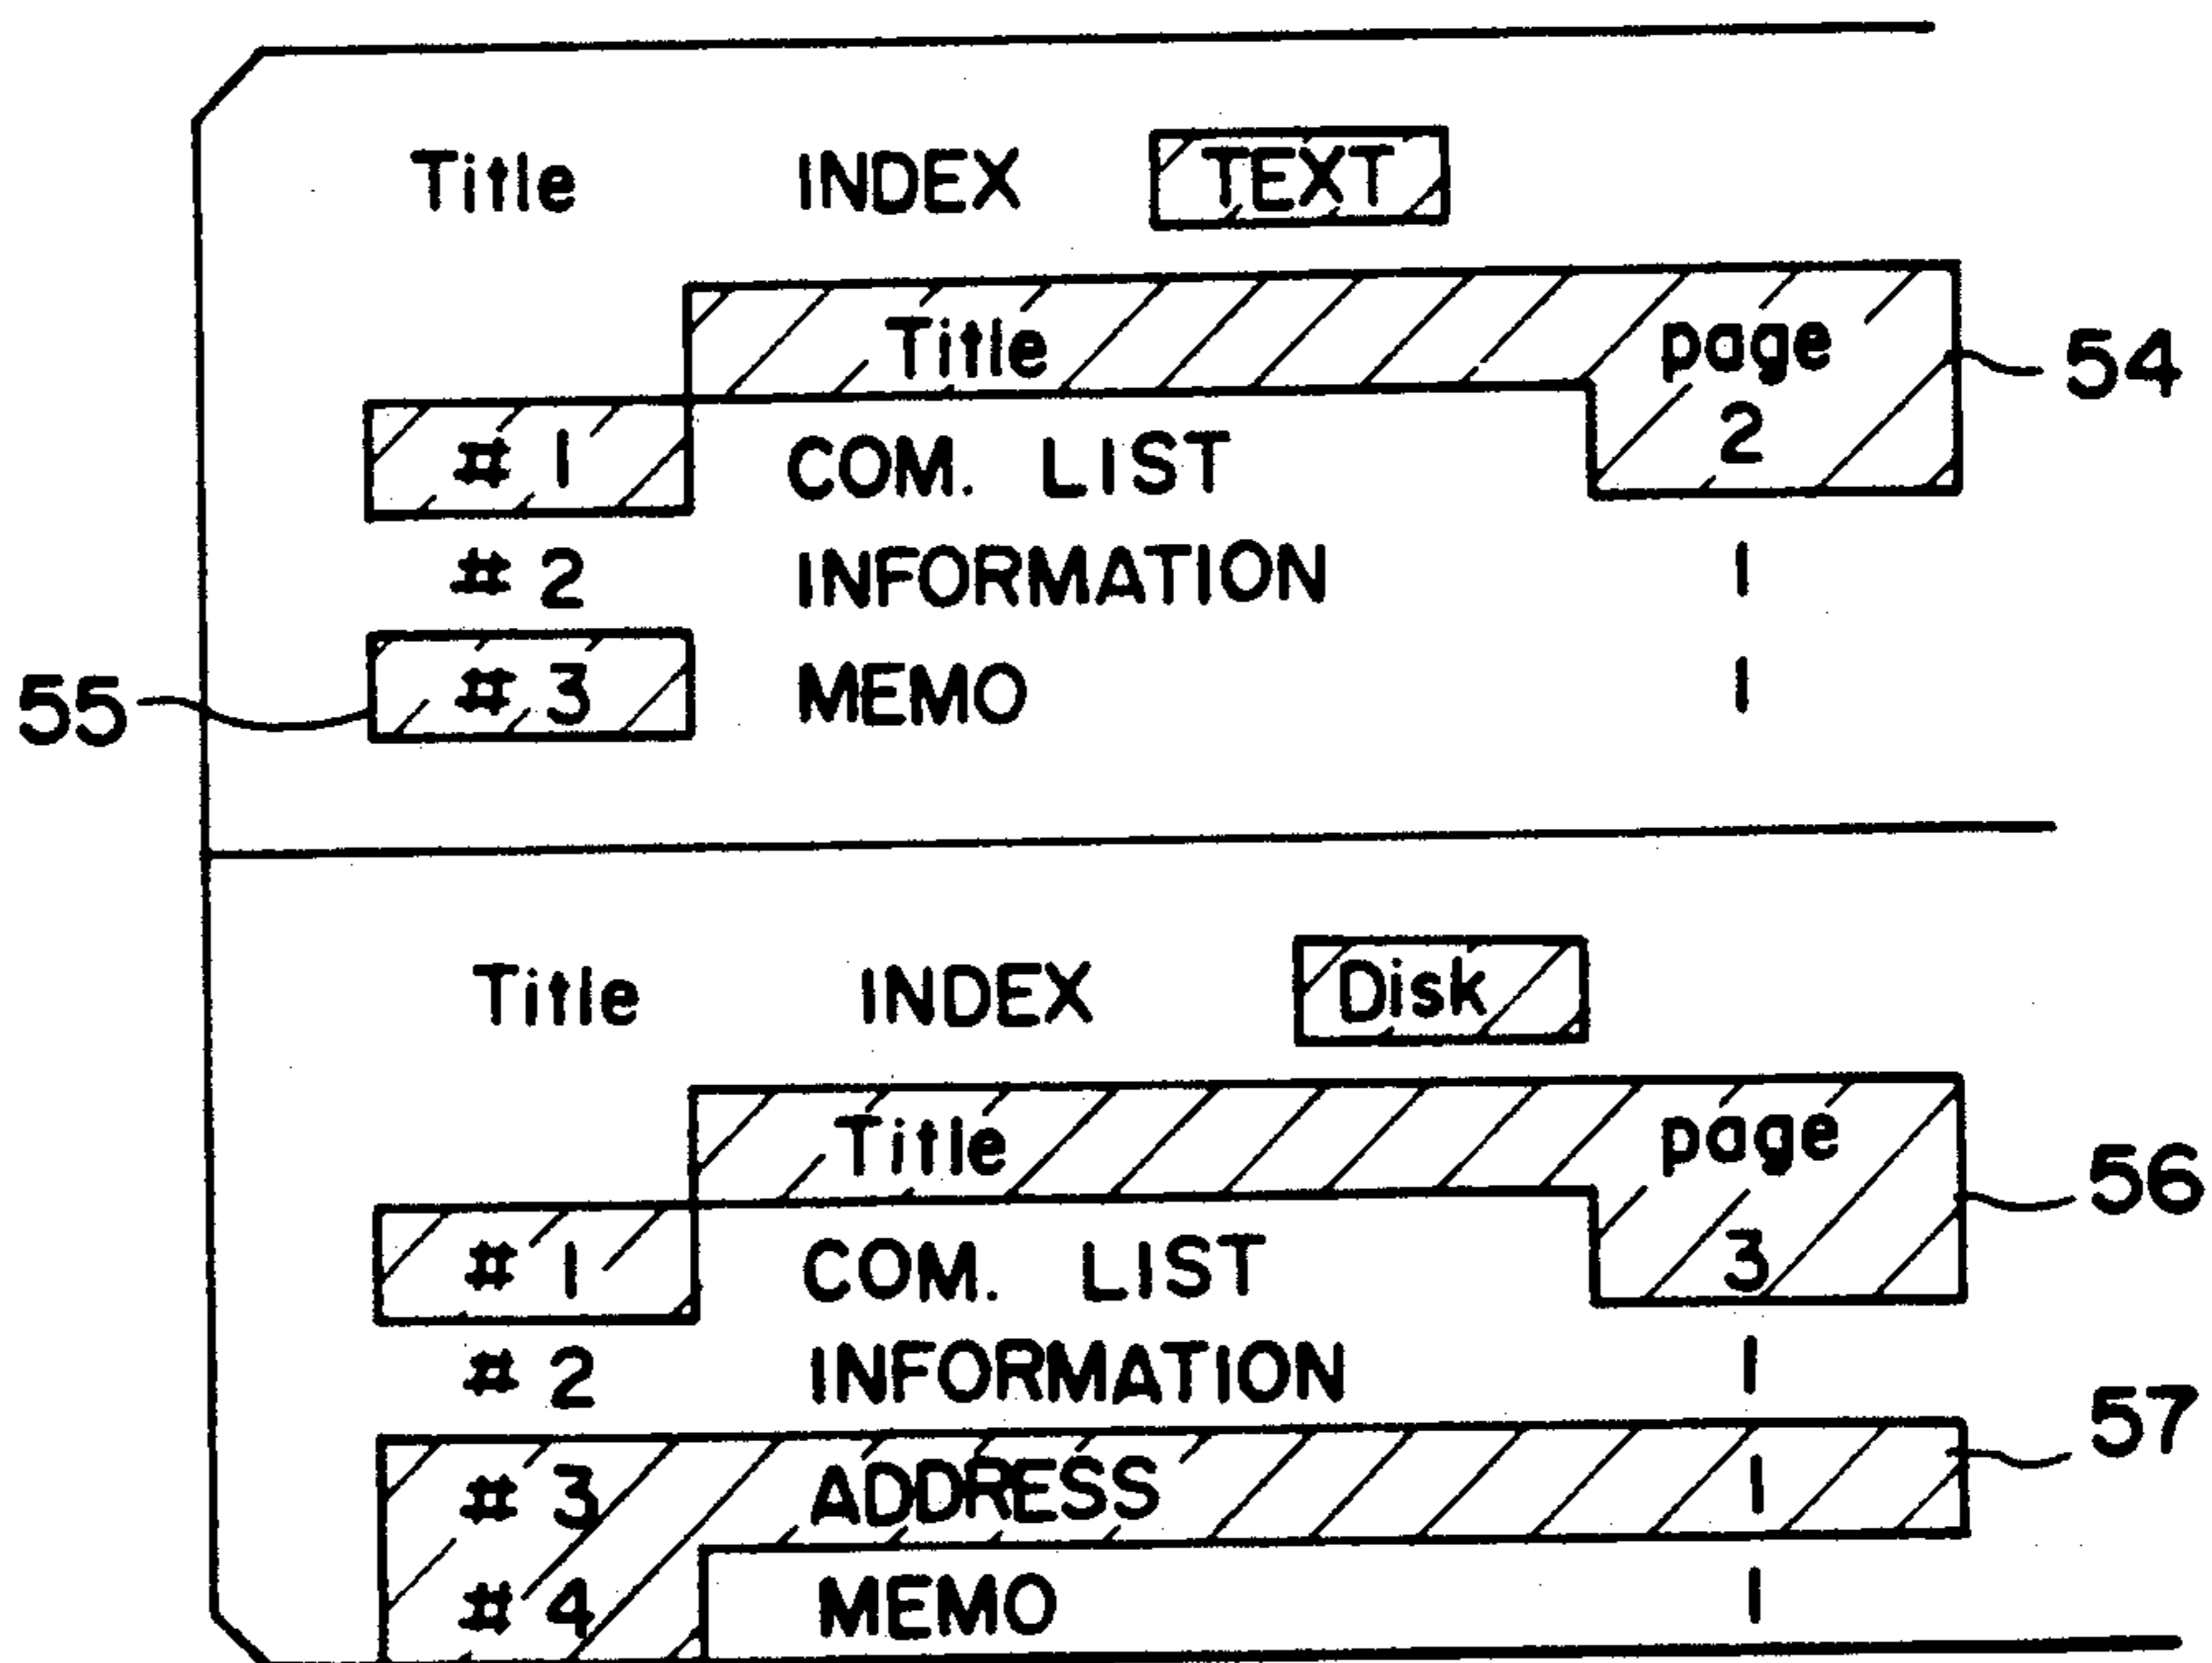 Title INDEX TEXT
Title page 54
# 1 COM. LIST 2
# 2 INFORMATION 1
55 # 3 MEMO 1
Title INDEX Disk
Title page 56
# 1 COM. LIST 3
# 2 INFORMATION 1
# 3 ADDRESS 1 57
# 4 MEMO 1